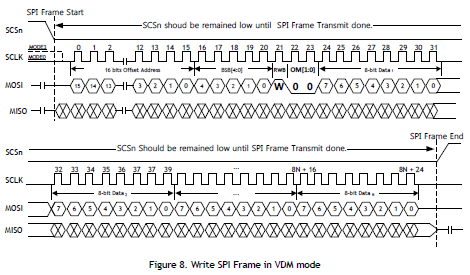 SPI Frame Start
SCSn shoud be remained low until SPI Frame Transmit done.
SCSn
MODE3
SCLK MODE0 0 1 2 12 13 14 15 16 17 18 19 20 21 22 23 24 25 26 27 28 29 30 31
16 bits Offset Address BSB[4:0] RWB OM[1:0] 8-bit Data 1
MOSI 15 14 13 3 2 1 0 4 3 2 1 0 W 0 0 7 6 5 4 3 2 1 0
MISO
SPI Frame End
SCSn SCSn Should be remained low until SPI Frame Transmit done.
SCLK 32 33 34 35 36 37 37 39 ... 8N + 16 8N + 24
8-bit Data 2 ... 8-bit Data
MOSI 7 6 5 4 3 2 1 0 7 6 5 4 3 2 1 0 7 6 5 4 3 2 1 0
MISO
Figure 8. Write SPI Frame in VDM mode